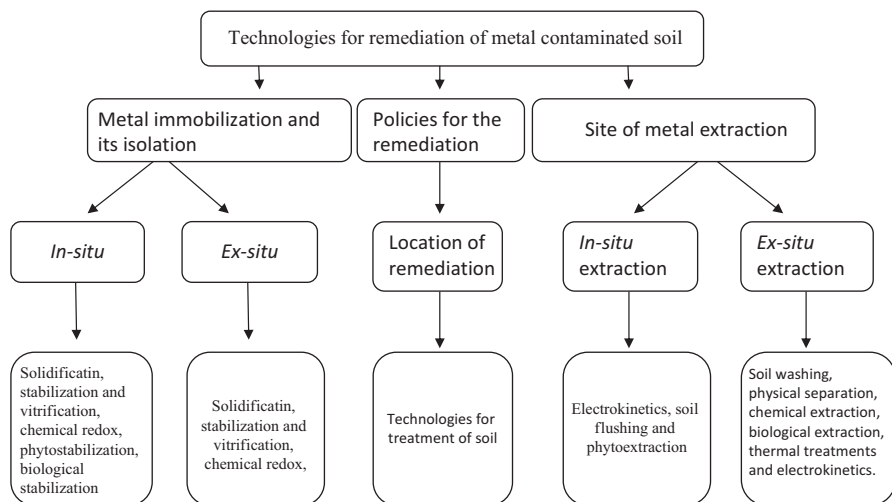 Technologies for remediation of metal contaminated soil
Metal immobilization and
its isolation
Policies for the
remediation
Site of metal extraction
In-situ
Ex-situ
Location of
remediation
In-situ
extraction
Ex-situ
extraction
Solidificatin,
stabilization and
vitrification,
chemical redox,
phytostabilization,
biological
stabilization
Solidificatin,
stabilization and
vitrification,
chemical redox,
Technologies for
treatment of soil
Electrokinetics, soil
flushing and
phytoextraction
Soil washing,
physical separation,
chemical extraction,
biological extraction,
thermal treatments
and electrokinetics.